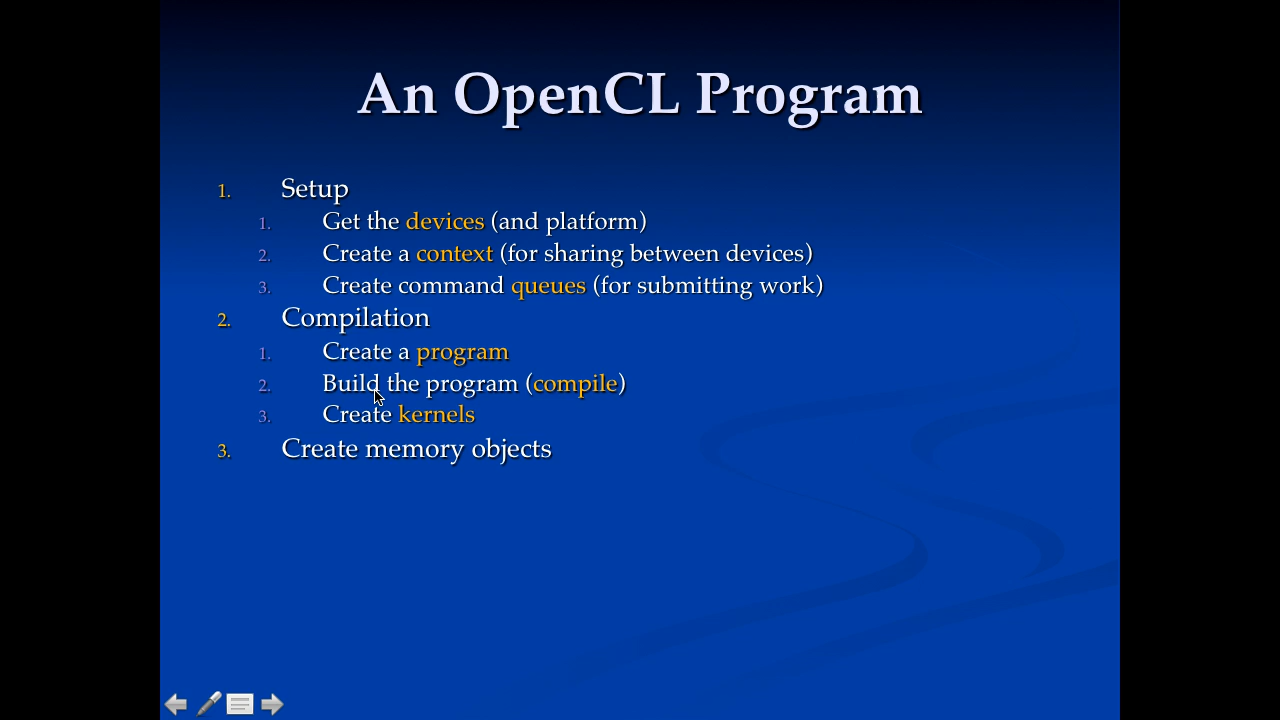 An OpenCL Program
1. Setup
1. Get the devices (and platform)
2. Create a context (for sharing between devices)
3. Create command queues (for submitting work)
2. Compilation
1. Create a program
2. Build the program (compile)
3. Create kernels
3. Create memory objects